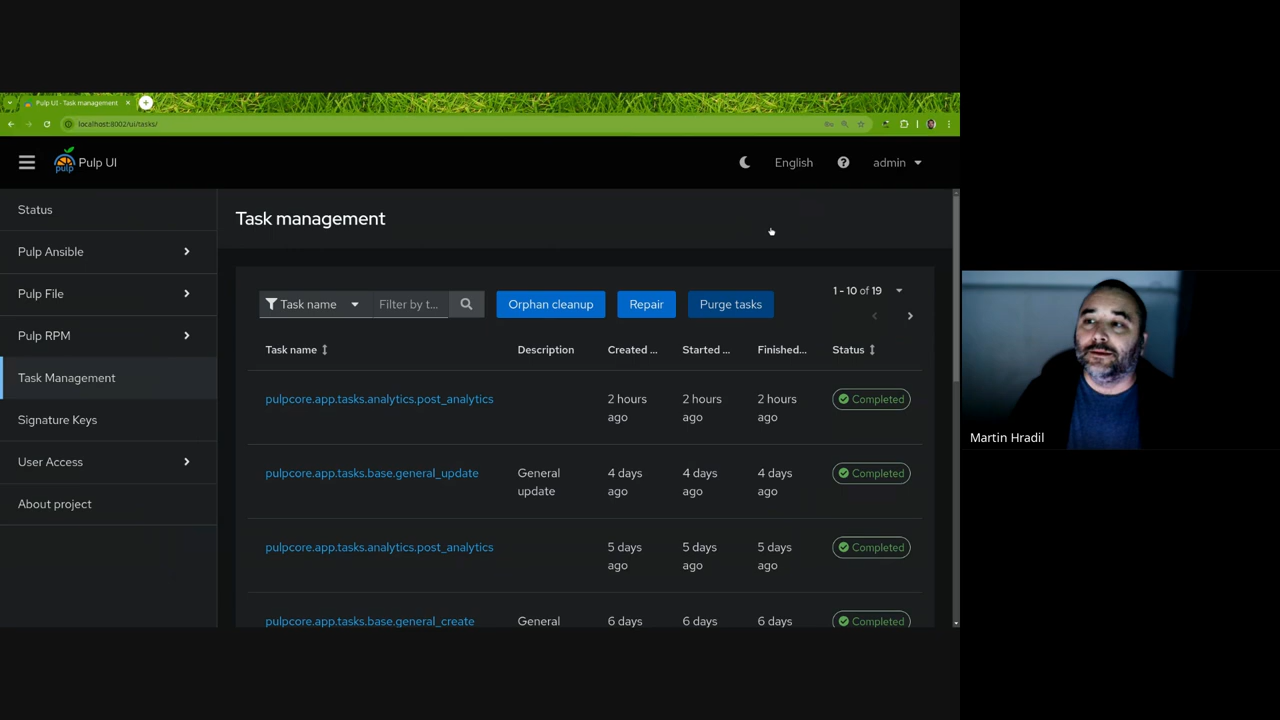 Pulp UI - Task management
localhost:8002/ui/tasks/
pulp
Pulp UI
English
admin
Status
Pulp Ansible
Pulp File
Pulp RPM
Task Management
Signature Keys
User Access
About project
Task management
Task name
Filter by t...
Orphan cleanup
Repair
Purge tasks
1 - 10 of 19
Task name Description Created ... Started ... Finished... Status
pulpcore.app.tasks.analytics.post_analytics 2 hours 2 hours 2 hours Completed
ago ago ago
pulpcore.app.tasks.base.general_update General 4 days 4 days 4 days Completed
update ago ago ago
pulpcore.app.tasks.analytics.post_analytics 5 days 5 days 5 days Completed
ago ago ago
pulpcore.app.tasks.base.general_create General 6 days 6 days 6 days Completed
Martin Hradil